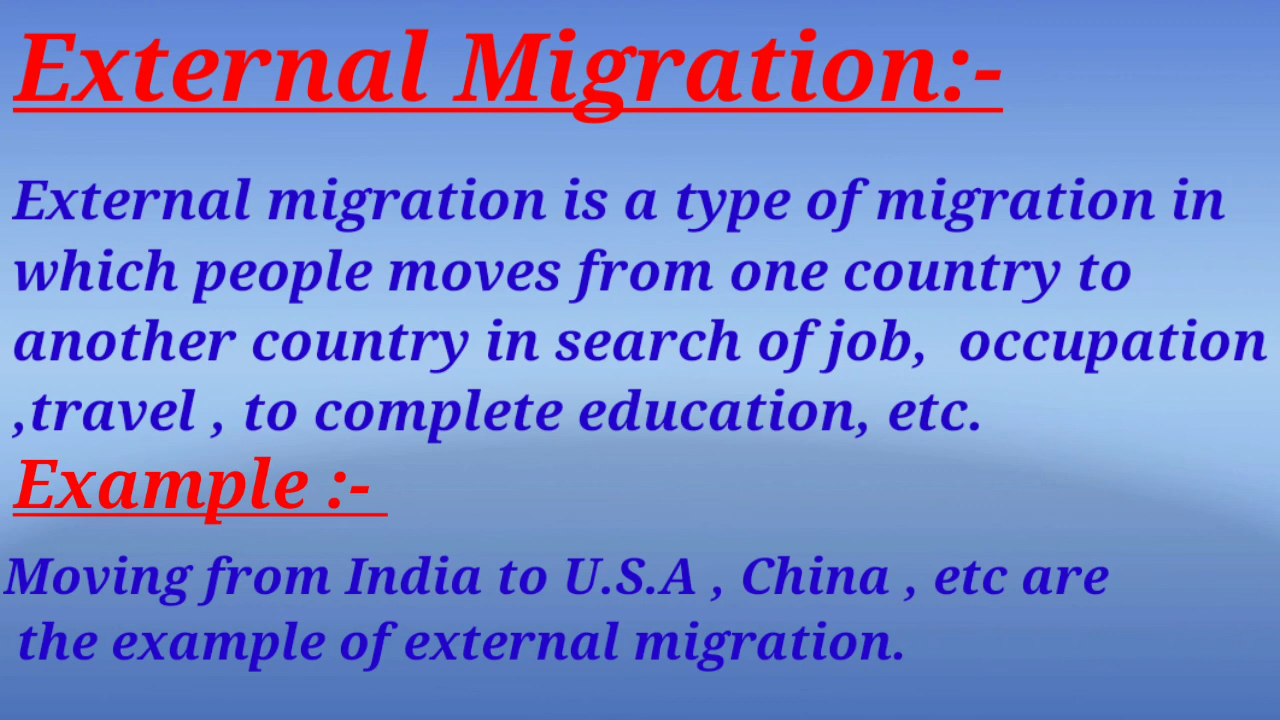 External Migration:-
External migration is a type of migration in
which people moves from one country to
another country in search of job,  occupation
,travel , to complete education, etc.
Example :-
Moving from India to U.S.A , China , etc are
the example of external migration.